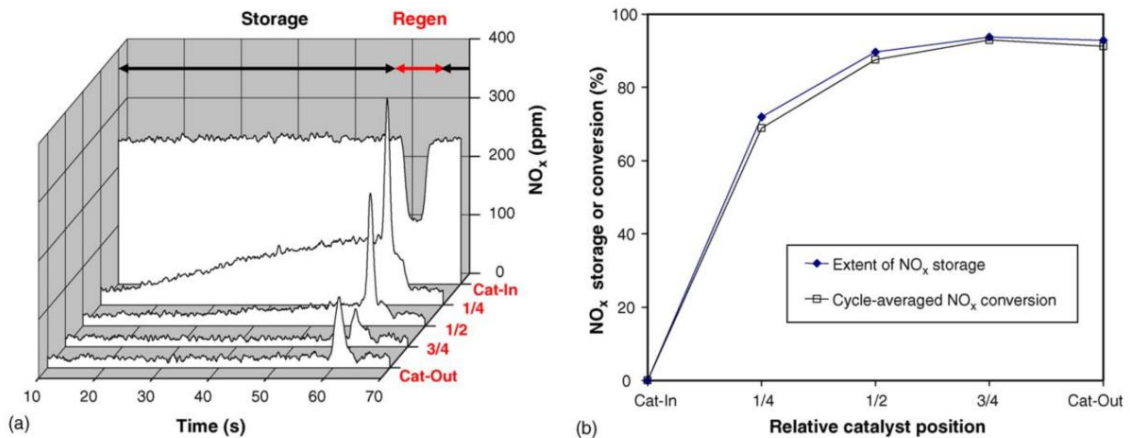 Storage Regen
400
300
200
100
0
NOx (ppm)
Cat-In
1/4
1/2
3/4
Cat-Out
10 20 30 40 50 60 70
Time (s)
(a)
100
80
60
40
20
0
NOx storage or conversion (%)
Extent of NOx storage
Cycle-averaged NOx conversion
Cat-In 1/4 1/2 3/4 Cat-Out
Relative catalyst position
(b)